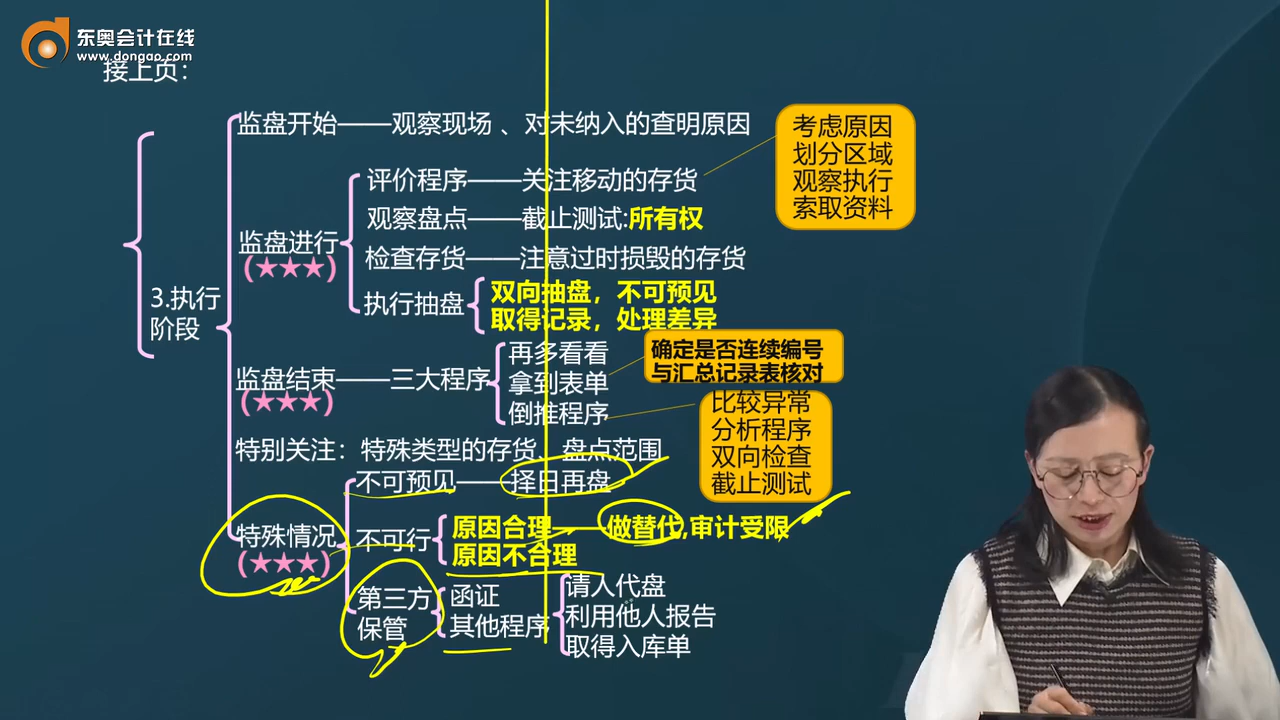 东奥会计在线
www.dongao.com
接上页：
监盘开始——观察现场 、对未纳入的查明原因
考虑原因
划分区域
观察执行
索取资料
评价程序——关注移动的存货
观察盘点——截止测试:所有权
监盘进行
(★★★)
检查存货——注意过时损毁的存货
执行抽盘
双向抽盘，不可预见
取得记录，处理差异
3.执行
阶段
监盘结束——三大程序
(★★★)
再多看看
拿到表单
倒推程序
确定是否连续编号
与汇总记录表核对
比较异常
分析程序
双向检查
截止测试
特别关注：特殊类型的存货、盘点范围
特殊情况
(★★★)
不可预见——择日再盘
不可行
原因合理——做替代,审计受限
原因不合理
第三方
保管
函证
其他程序
请人代盘
利用他人报告
取得入库单